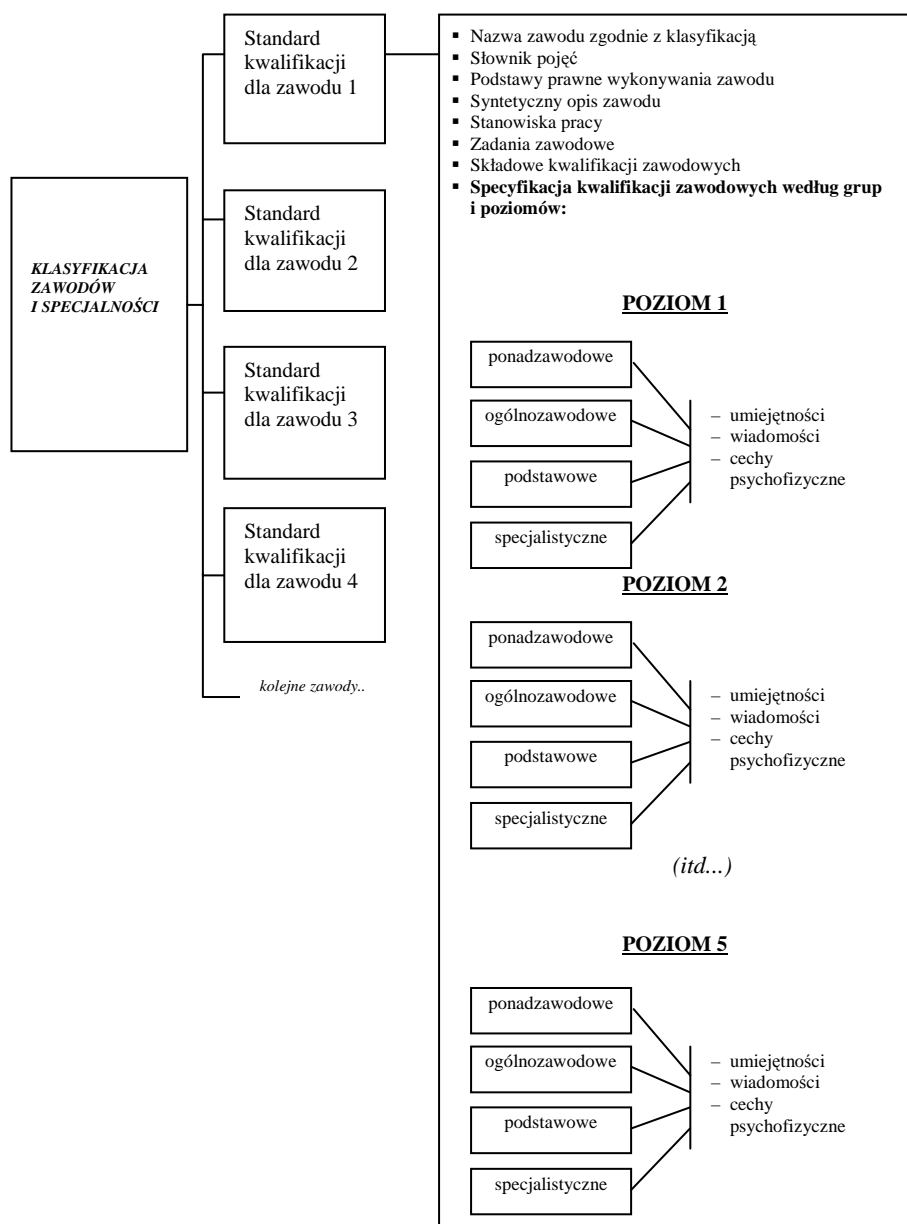 KLASYFIKACJA
ZAWODÓW
I SPECJALNOŚCI
Standard
kwalifikacji
dla zawodu 1
Standard
kwalifikacji
dla zawodu 2
Standard
kwalifikacji
dla zawodu 3
Standard
kwalifikacji
dla zawodu 4
kolejne zawody..
▪ Nazwa zawodu zgodnie z klasyfikacją
▪ Słownik pojęć
▪ Podstawy prawne wykonywania zawodu
▪ Syntetyczny opis zawodu
▪ Stanowiska pracy
▪ Zadania zawodowe
▪ Składowe kwalifikacji zawodowych
▪ Specyfikacja kwalifikacji zawodowych według grup
i poziomów:
POZIOM 1
ponadzawodowe
ogólnozawodowe
podstawowe
specjalistyczne
– umiejętności
– wiadomości
– cechy
psychofizyczne
POZIOM 2
ponadzawodowe
ogólnozawodowe
podstawowe
specjalistyczne
– umiejętności
– wiadomości
– cechy
psychofizyczne
(itd...)
POZIOM 5
ponadzawodowe
ogólnozawodowe
podstawowe
specjalistyczne
– umiejętności
– wiadomości
– cechy
psychofizyczne